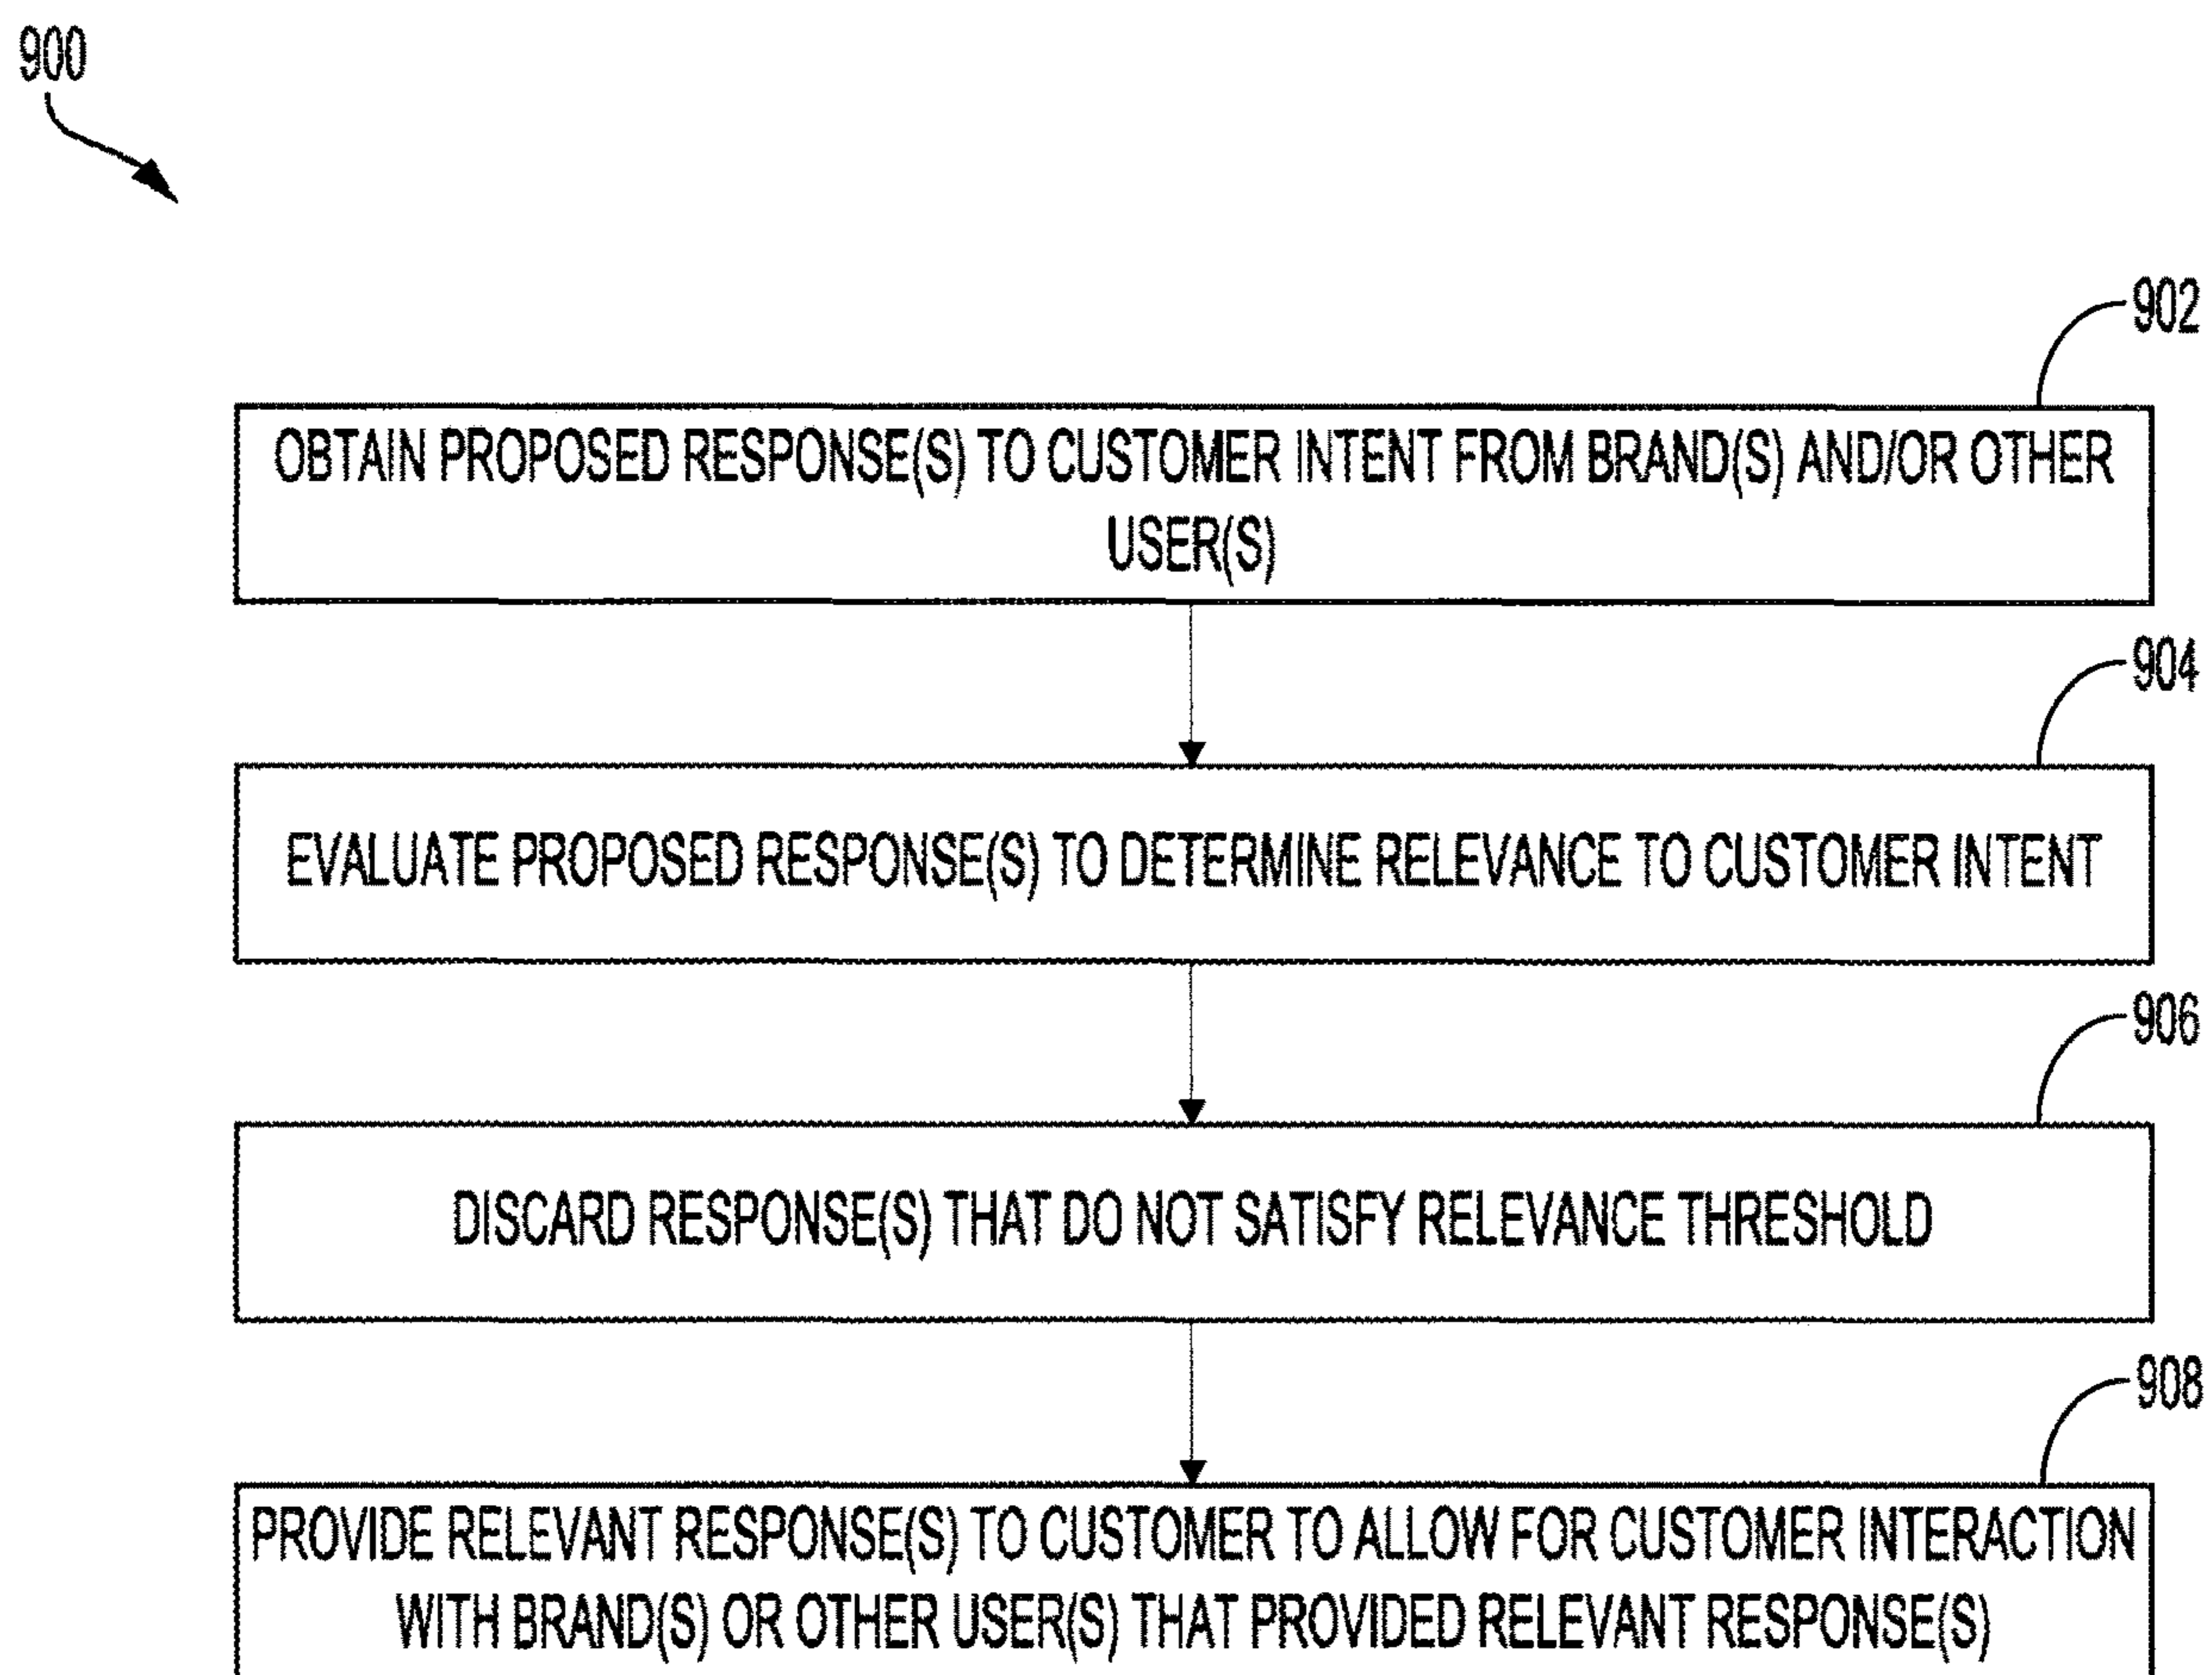 900
902
OBTAIN PROPOSED RESPONSE(S) TO CUSTOMER INTENT FROM BRAND(S) AND/OR OTHER
USER(S)
904
EVALUATE PROPOSED RESPONSE(S) TO DETERMINE RELEVANCE TO CUSTOMER INTENT
906
DISCARD RESPONSE(S) THAT DO NOT SATISFY RELEVANCE THRESHOLD
908
PROVIDE RELEVANT RESPONSE(S) TO CUSTOMER TO ALLOW FOR CUSTOMER INTERACTION
WITH BRAND(S) OR OTHER USER(S) THAT PROVIDED RELEVANT RESPONSE(S)